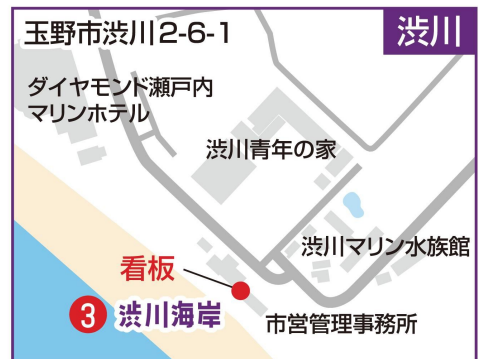 玉野市渋川2-6-1
渋川
ダイヤモンド瀬戸内
マリンホテル
渋川青年の家
渋川マリン水族館
看板
3 渋川海岸
市営管理事務所